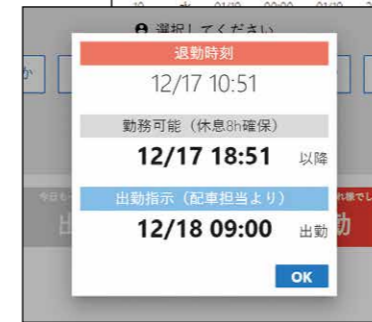 選択してください
退勤時刻
12/17 10:51
勤務可能（休息8h確保）
12/17 18:51 以降
出勤指示（配車担当より）
12/18 09:00 出勤
OK